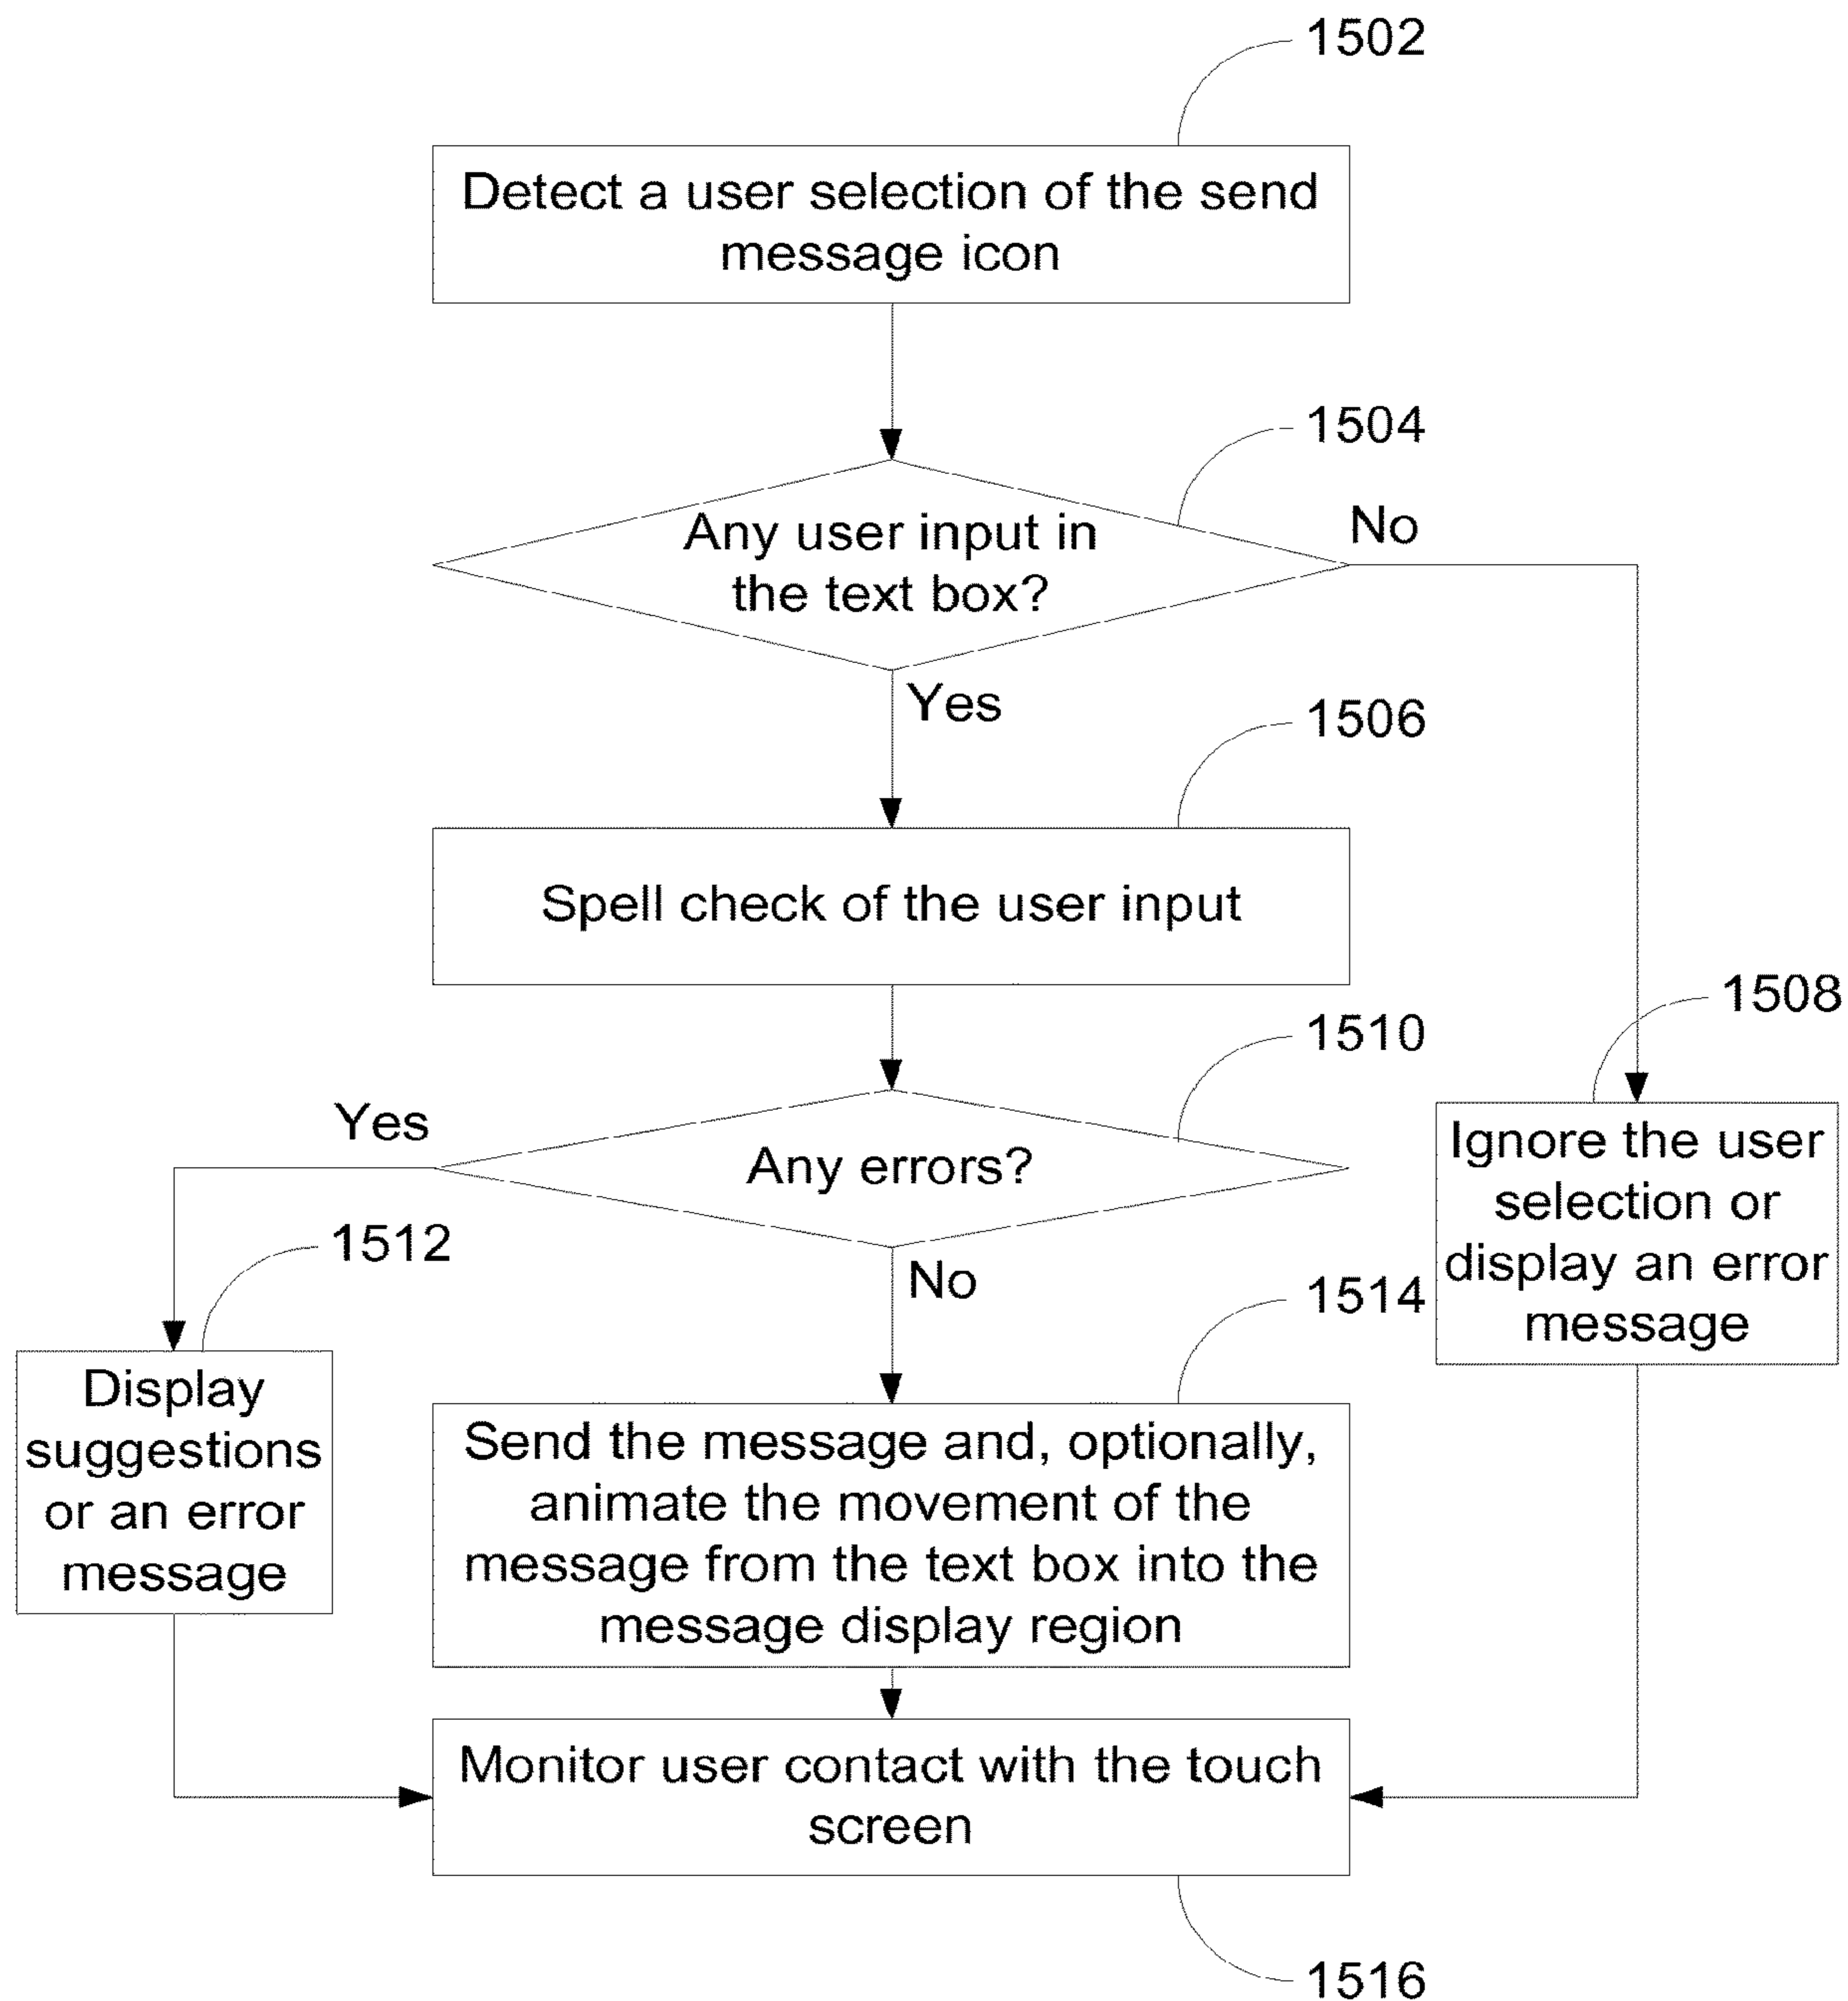 1502
Detect a user selection of the send
message icon
1504
Any user input in
the text box?
No
Yes
1506
Spell check of the user input
1508
1510
Yes
Any errors?
Ignore the user
selection or
display an error
message
1512
No
1514
Display
suggestions
or an error
message
Send the message and, optionally,
animate the movement of the
message from the text box into the
message display region
Monitor user contact with the touch
screen
1516